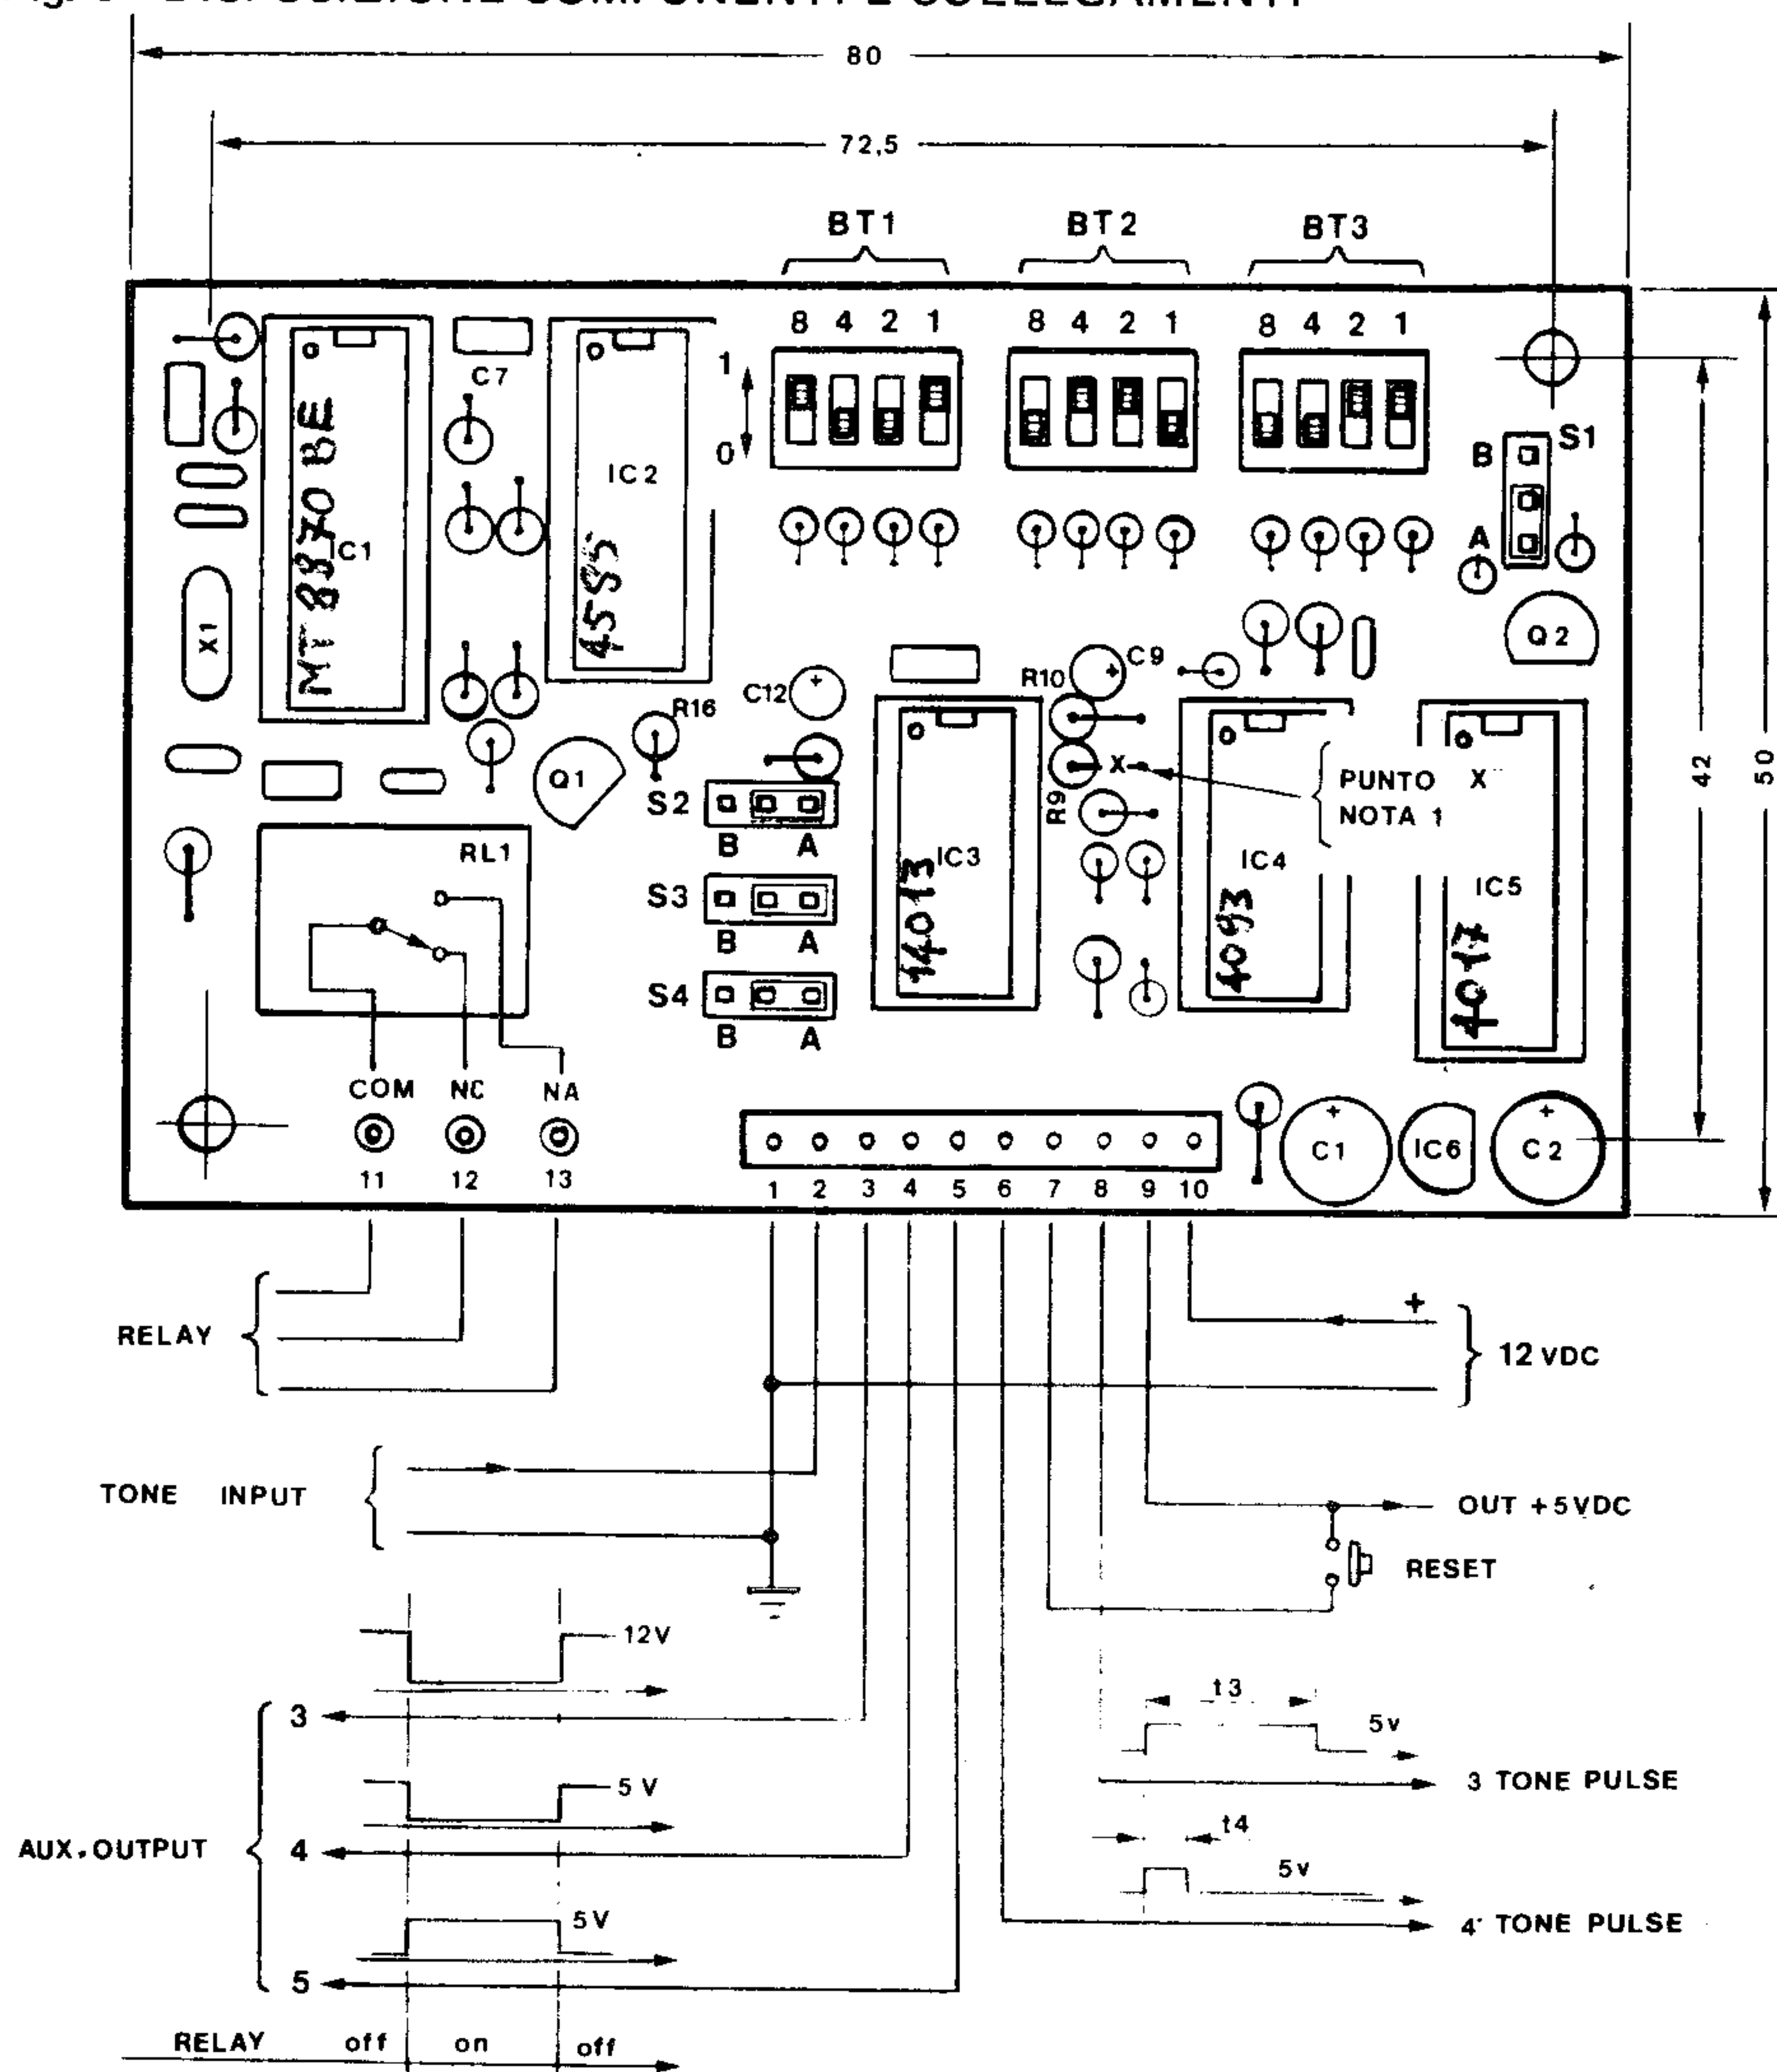 DISPOSIZIONE COMPONENTI E COLLEGAMENTI
80
72,5
BT1 BT2 BT3
8 4 2 1 8 4 2 1 8 4 2 1
1
0
C7
IC2
4585
MT 8870 BE
C1
X1
B S1
A
Q2
R16
C12
R10
C9
R9
X
PUNTO X
NOTA 1
42
50
Q1
S2
B A
S3
B A
S4
B A
RL1
IC3
14013
IC4
4093
IC5
4017
COM NC NA
11 12 13
1 2 3 4 5 6 7 8 9 10
C1 IC6 C2
RELAY
+
12 VDC
TONE INPUT
OUT +5VDC
RESET
12V
3
5 V
AUX. OUTPUT
4
5V
5
t3
5v
3 TONE PULSE
t4
5v
4' TONE PULSE
RELAY off on off